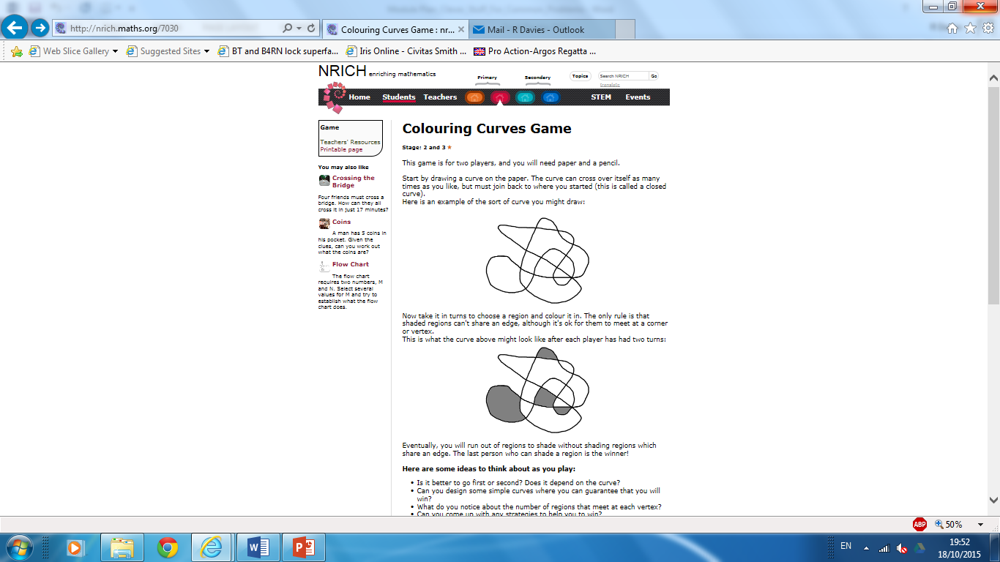 http://nrich.maths.org/7030
Colouring Curves Game : nr...
Mail - R Davies - Outlook
Web Slice Gallery
Suggested Sites
BT and B4RN lock superfa...
Iris Online - Civitas Smith ...
Pro Action-Argos Regatta ...
NRICH enriching mathematics
Primary
Secondary
Topics
Search NRICH
Go
translate
Home
Students
Teachers
STEM
Events
Game
Teachers' Resources
Printable page
You may also like
Crossing the
Bridge
Four friends must cross a
bridge. How can they all
cross it in just 17 minutes?
Coins
A man has 5 coins in
his pocket. Given the
clues, can you work out
what the coins are?
Flow Chart
The flow chart
requires two numbers, M
and N. Select several
values for M and try to
establish what the flow
chart does.
Colouring Curves Game
Stage: 2 and 3
This game is for two players, and you will need paper and a pencil.
Start by drawing a curve on the paper. The curve can cross over itself as many
times as you like, but must join back to where you started (this is called a closed
curve).
Here is an example of the sort of curve you might draw:
Now take it in turns to choose a region and colour it in. The only rule is that
shaded regions can't share an edge, although it's ok for them to meet at a corner
or vertex.
This is what the curve above might look like after each player has had two turns:
Eventually, you will run out of regions to shade without shading regions which
share an edge. The last person who can shade a region is the winner!
Here are some ideas to think about as you play:
• Is it better to go first or second? Does it depend on the curve?
• Can you design some simple curves where you can guarantee that you will
win?
• What do you notice about the number of regions that meet at each vertex?
• Can you come up with any strategies to help you to win?
ABP
50%
EN
19:52
18/10/2015